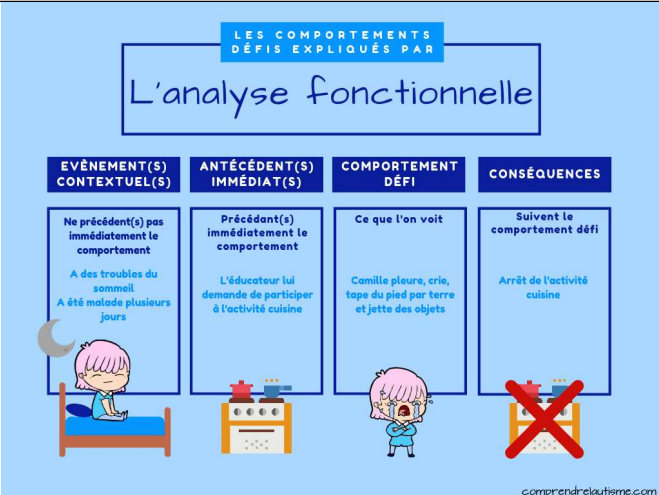 LES COMPORTEMENTS
DÉFIS EXPLIQUÉS PAR
L'analyse fonctionnelle
EVÈNEMENT(S)
CONTEXTUEL(S)
Ne précédent(s) pas
immédiatement le
comportement
A des troubles du
sommeil
A été malade plusieurs
jours
ANTÉCÉDENT(S)
IMMÉDIAT(S)
Précédant(s)
immédiatement le
comportement
L'éducateur lui
demande de participer
à l'activité cuisine
COMPORTEMENT
DÉFI
Ce que l'on voit
Camille pleure, crie,
tape du pied par terre
et jette des objets
CONSÉQUENCES
Suivent le
comportement défi
Arrêt de l'activité
cuisine
comprendrelautisme.com